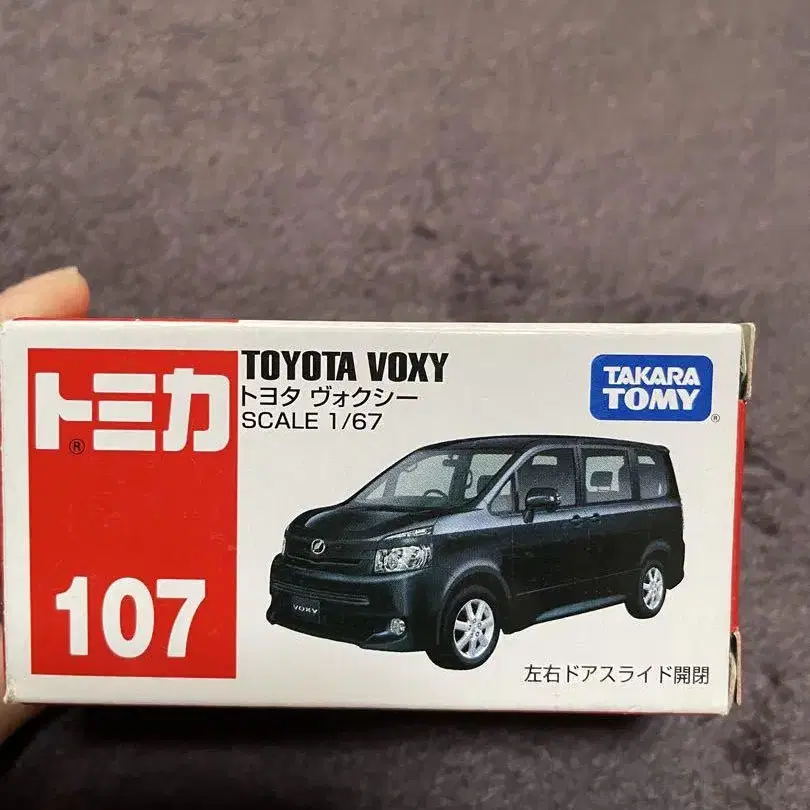 トミカ®
107
TOYOTA VOXY
トヨタ ヴォクシー
SCALE 1/67
TAKARA
TOMY®
VOXY
左右ドアスライド開閉